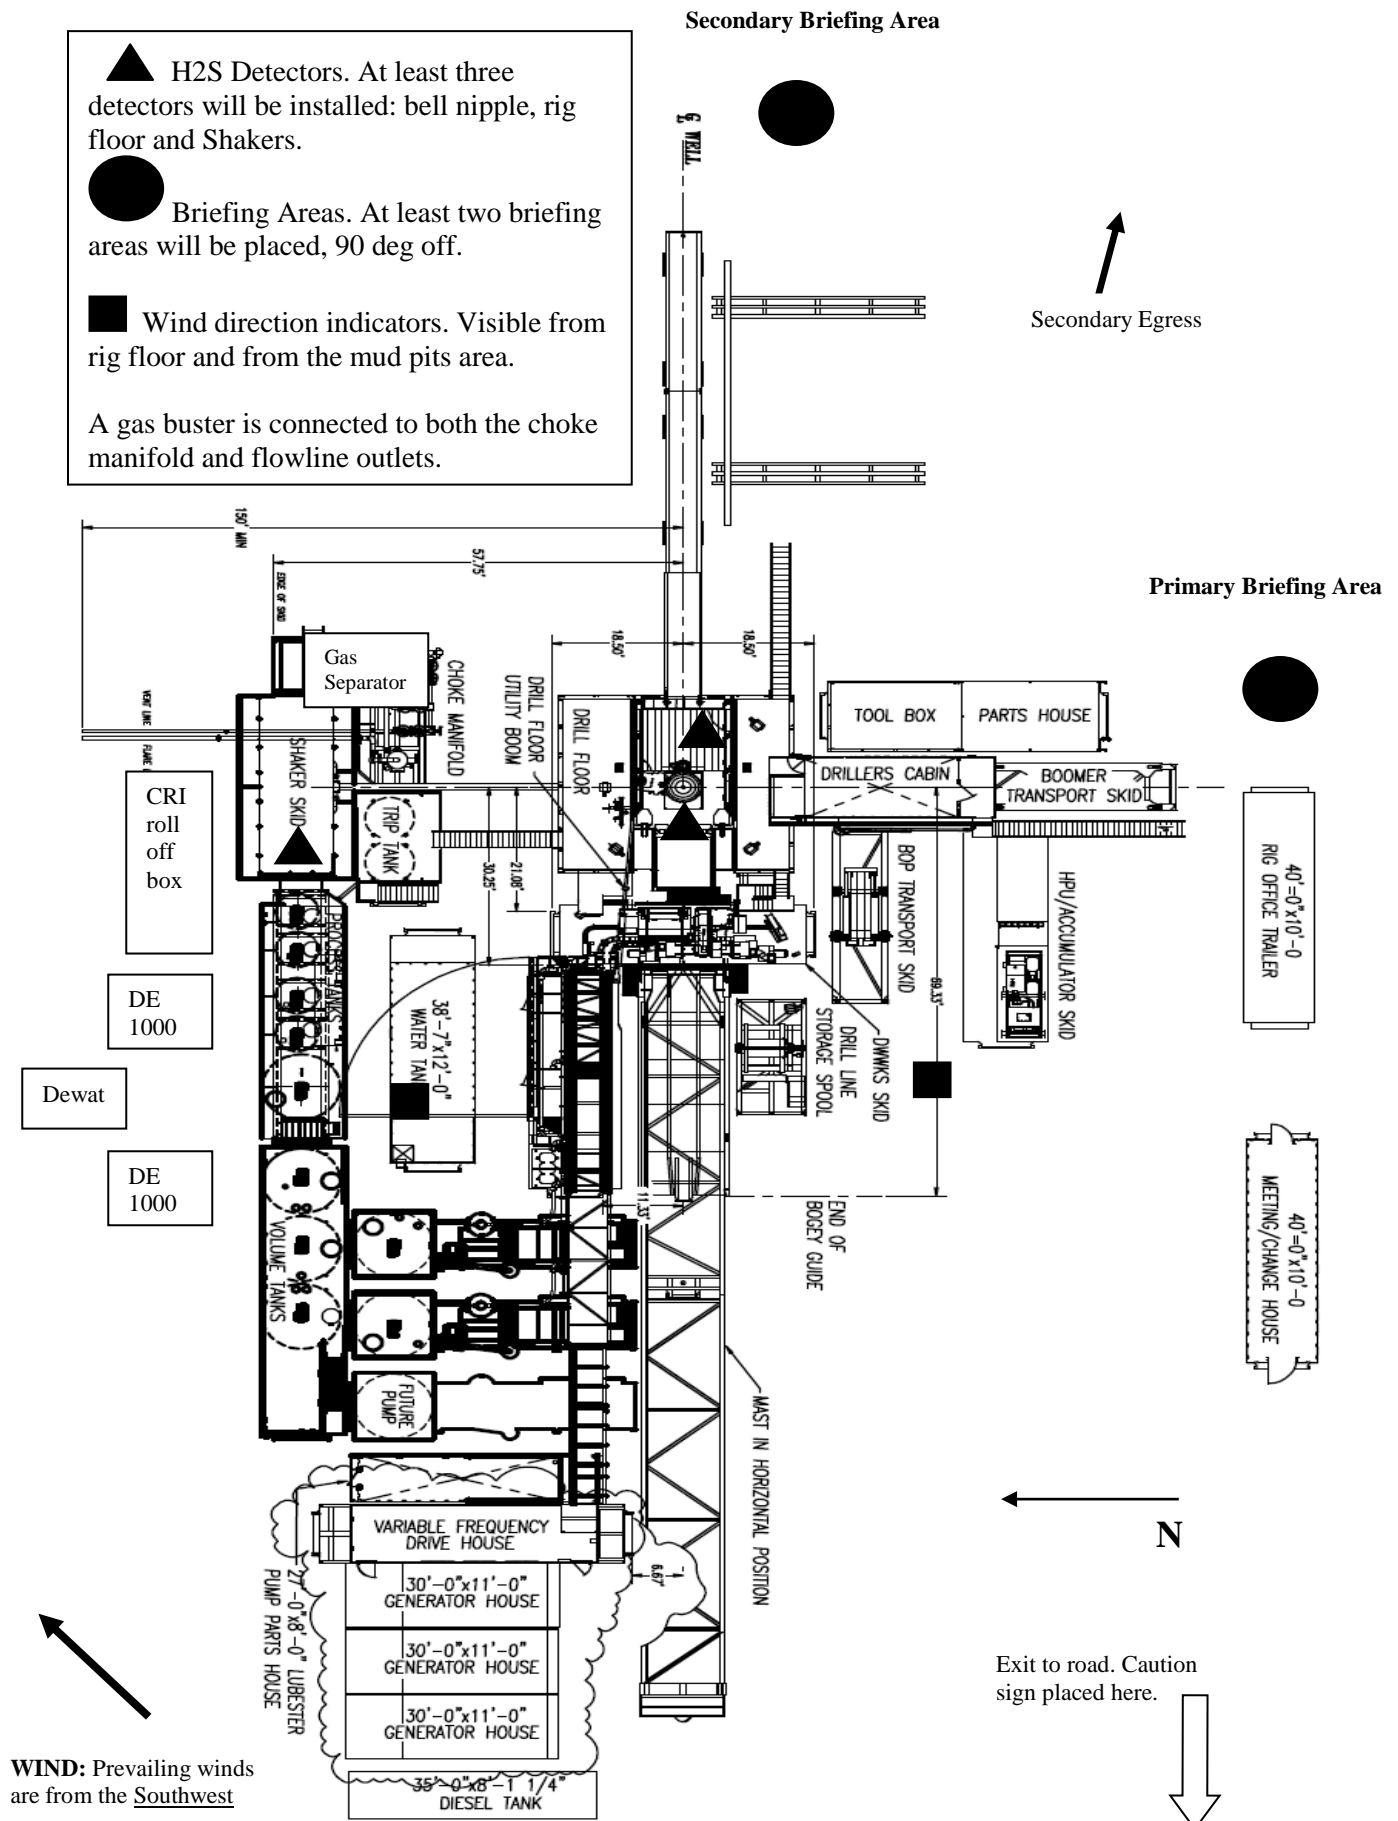 Secondary Briefing Area
H2S Detectors. At least three
detectors will be installed: bell nipple, rig
floor and Shakers.
Briefing Areas. At least two briefing
areas will be placed, 90 deg off.
Wind direction indicators. Visible from
rig floor and from the mud pits area.
A gas buster is connected to both the choke
manifold and flowline outlets.
WELL
Secondary Egress
150' MIN
57.75'
EDGE OF SKID
Primary Briefing Area
18.50'
18.50'
Gas
Separator
CHOKE MANIFOLD
DRILL FLOOR
UTILITY BOOM
DRILL FLOOR
TOOL BOX
PARTS HOUSE
VENT LINE
FLARE
SHAKER SKID
DRILLERS CABIN
BOOMER
TRANSPORT SKID
CRI
roll
off
box
TRIP TANK
30.25'
21.08'
BOP TRANSPORT SKID
HPU/ACCUMULATOR SKID
40'=0"x10'-0
RIG OFFICE TRAILER
PROCESS TANKS
DE
1000
38'-7"x12'-0"
WATER TANK
69.33'
DRILL LINE
STORAGE SPOOL
DWWKS SKID
Dewat
DE
1000
11.33'
END OF
BOGEY GUIDE
40'=0"x10'-0
MEETING/CHANGE HOUSE
VOLUME TANKS
FUTURE
PUMP
MAST IN HORIZONTAL POSITION
N
VARIABLE FREQUENCY
DRIVE HOUSE
6.67'
27'-0"x8'-0" LUBESTER
PUMP PARTS HOUSE
30'-0"x11'-0"
GENERATOR HOUSE
30'-0"x11'-0"
GENERATOR HOUSE
30'-0"x11'-0"
GENERATOR HOUSE
Exit to road. Caution
sign placed here.
WIND: Prevailing winds
are from the Southwest
35'-0"x8'-1 1/4"
DIESEL TANK